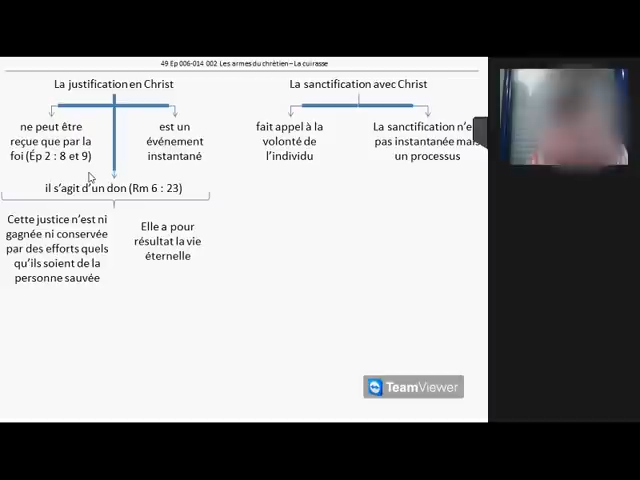 49 Ep 006-014 002 Les armes du chrétien – La cuirasse
La justification en Christ
La sanctification avec Christ
ne peut être
reçue que par la
foi (Ép 2 : 8 et 9)
est un
événement
instantané
fait appel à la
volonté de
l'individu
La sanctification n'e
pas instantanée mais
un processus
il s'agit d'un don (Rm 6 : 23)
Cette justice n'est ni
gagnée ni conservée
par des efforts quels
qu'ils soient de la
personne sauvée
Elle a pour
résultat la vie
éternelle
TeamViewer